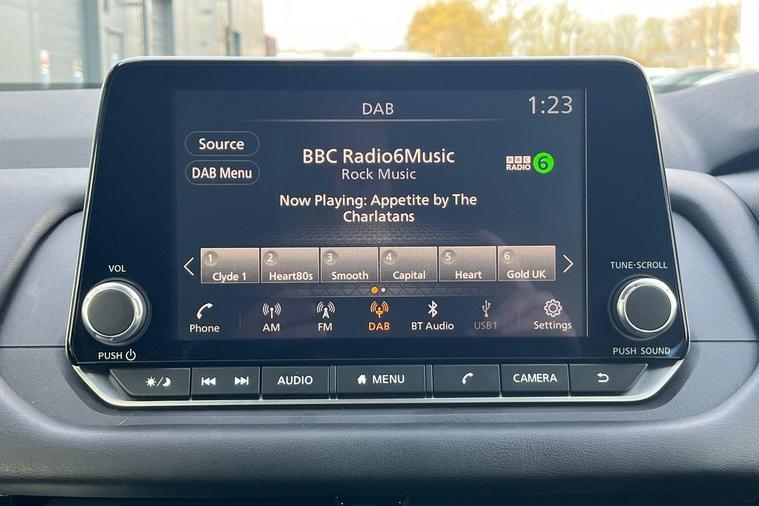 DAB
1:23
Source
DAB Menu
BBC Radio6Music
Rock Music
BBC
RADIO 6
Now Playing: Appetite by The
Charlatans
1 Clyde 1
2 Heart80s
3 Smooth
4 Capital
5 Heart
6 Gold UK
Phone
AM
FM
DAB
BT Audio
USB1
Settings
VOL
PUSH
TUNE·SCROLL
PUSH SOUND
AUDIO
MENU
CAMERA